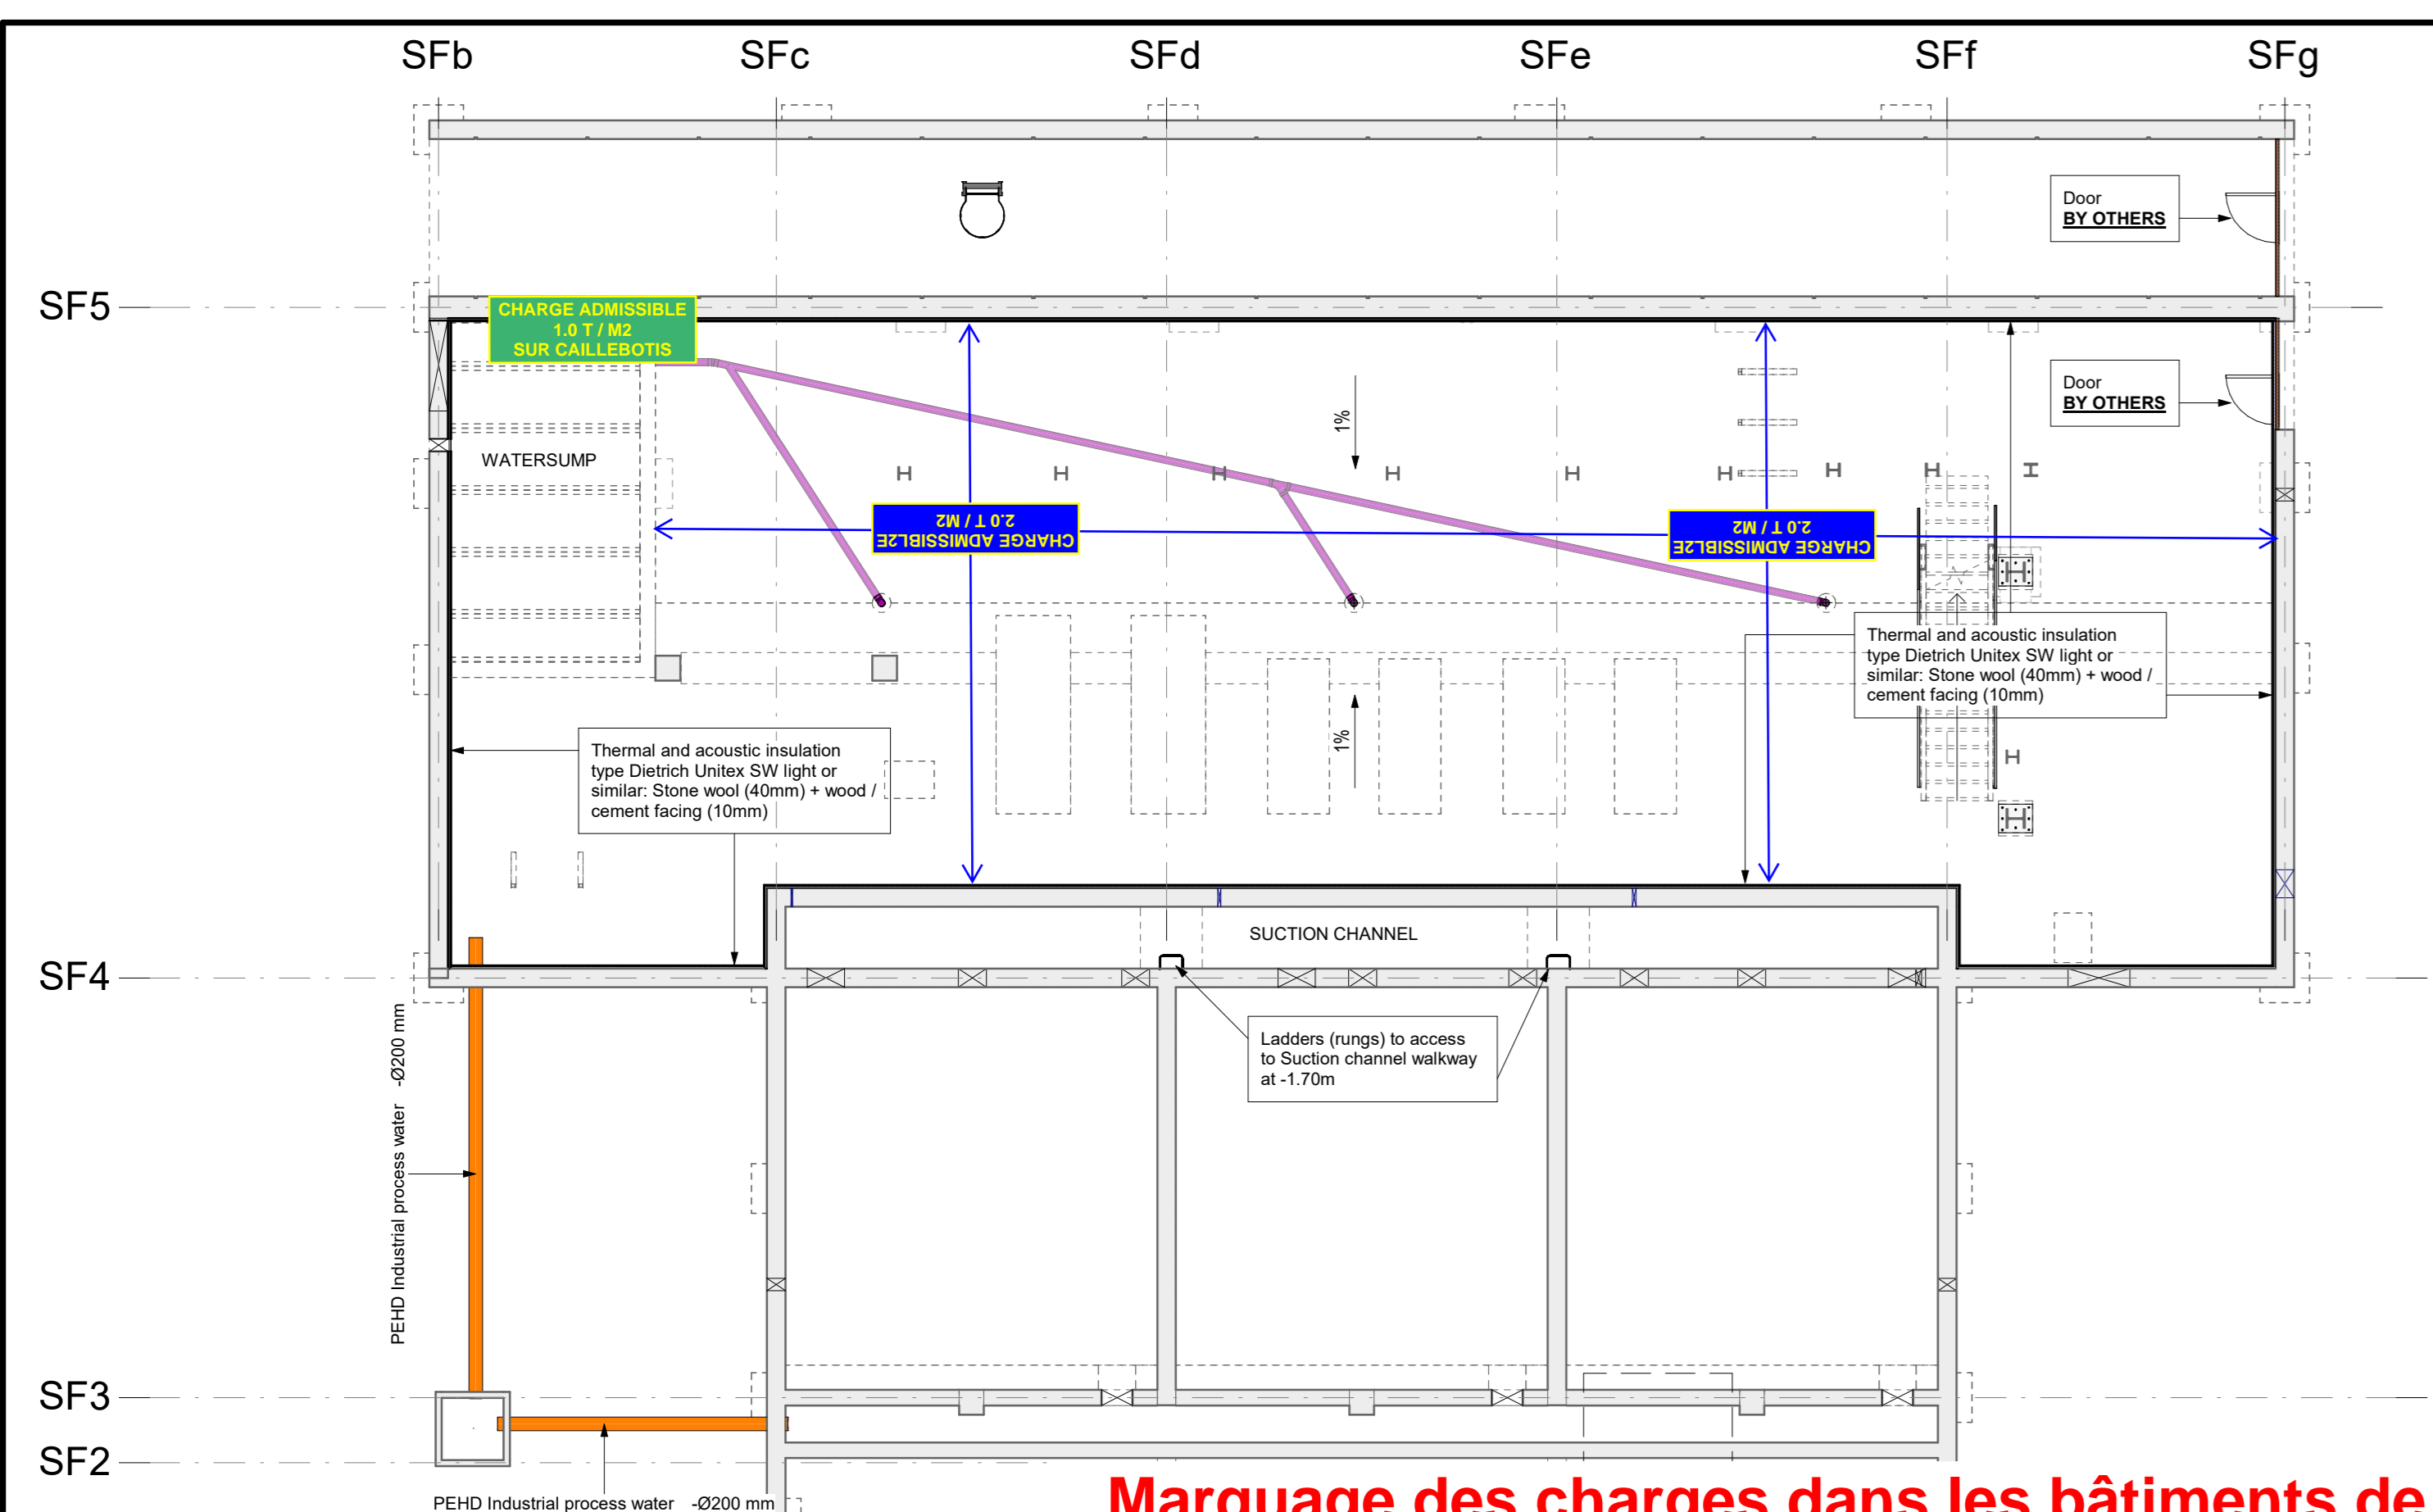 SFb SFc SFd SFe SFf SFg
Door
BY OTHERS
SF5
CHARGE ADMISSIBLE
1.0 T / M2
SUR CAILLEBOTIS
Door
BY OTHERS
1%
WATERSUMP
H H H H H H H H H
CHARGE ADMISSIBL2E
2.0 T / M2
CHARGE ADMISSIBL2E
2.0 T / M2
H
Thermal and acoustic insulation
type Dietrich Unitex SW light or
similar: Stone wool (40mm) + wood /
cement facing (10mm)
1%
Thermal and acoustic insulation
type Dietrich Unitex SW light or
similar: Stone wool (40mm) + wood /
cement facing (10mm)
H
H
SUCTION CHANNEL
SF4
Ladders (rungs) to access
to Suction channel walkway
at -1.70m
PEHD Industrial process water -Ø200 mm
SF3
SF2
PEHD Industrial process water -Ø200 mm
Marquage des charges dans les bâtiments de